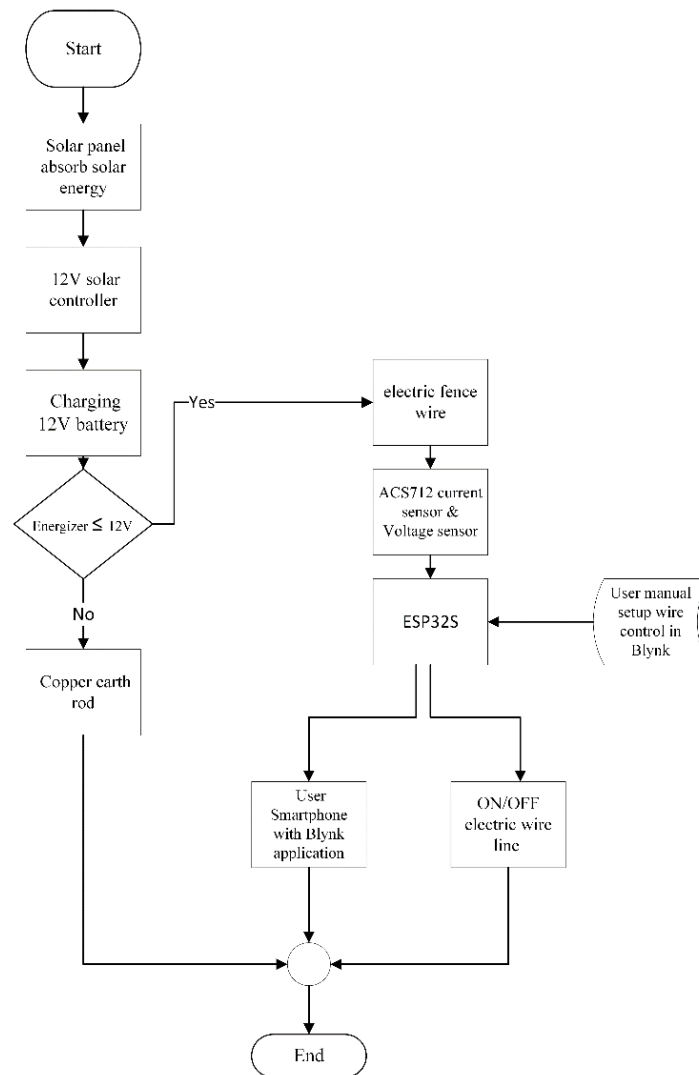 Start
Solar panel
absorb solar
energy
12V solar
controller
Charging
12V battery
Yes
electric fence
wire
Energizer ≤ 12V
ACS712 current
sensor &
Voltage sensor
No
ESP32S
User manual
setup wire
control in
Blynk
Copper earth
rod
User
Smartphone
with Blynk
application
ON/OFF
electric wire
line
End